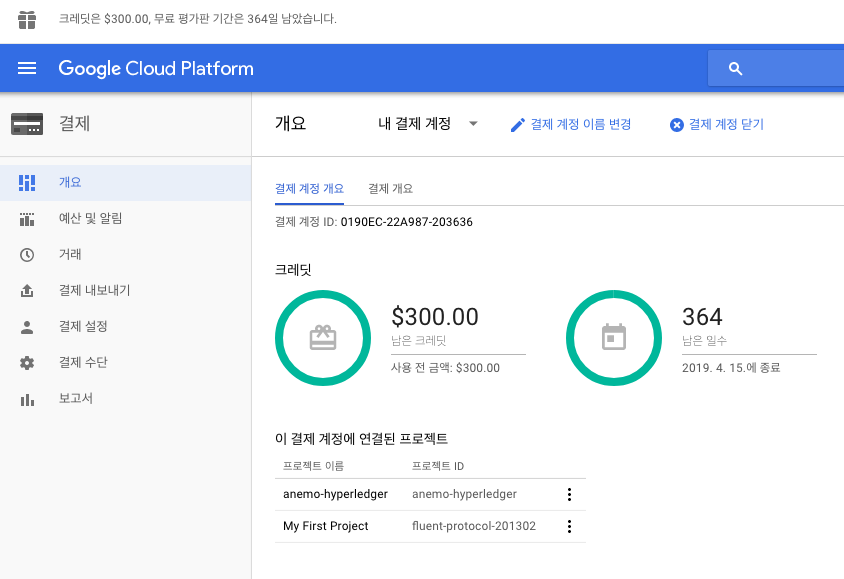 크레딧은 $300.00, 무료 평가판 기간은 364일 남았습니다.
Google Cloud Platform
결제
개요
예산 및 알림
거래
결제 내보내기
결제 설정
결제 수단
보고서
개요 내 결제 계정 결제 계정 이름 변경 결제 계정 닫기
결제 계정 개요 결제 개요
결제 계정 ID: 0190EC-22A987-203636
크레딧
$300.00
남은 크레딧
사용 전 금액: $300.00
364
남은 일수
2019. 4. 15.에 종료
이 결제 계정에 연결된 프로젝트
프로젝트 이름 프로젝트 ID
anemo-hyperledger anemo-hyperledger
My First Project fluent-protocol-201302